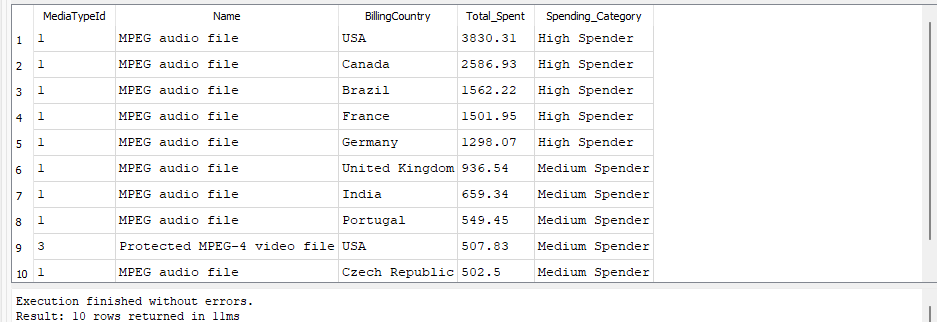 MediaTypeId Name BillingCountry Total_Spent Spending_Category
1 1 MPEG audio file USA 3830.31 High Spender
2 1 MPEG audio file Canada 2586.93 High Spender
3 1 MPEG audio file Brazil 1562.22 High Spender
4 1 MPEG audio file France 1501.95 High Spender
5 1 MPEG audio file Germany 1298.07 High Spender
6 1 MPEG audio file United Kingdom 936.54 Medium Spender
7 1 MPEG audio file India 659.34 Medium Spender
8 1 MPEG audio file Portugal 549.45 Medium Spender
9 3 Protected MPEG-4 video file USA 507.83 Medium Spender
10 1 MPEG audio file Czech Republic 502.5 Medium Spender
Execution finished without errors.
Result: 10 rows returned in 11ms